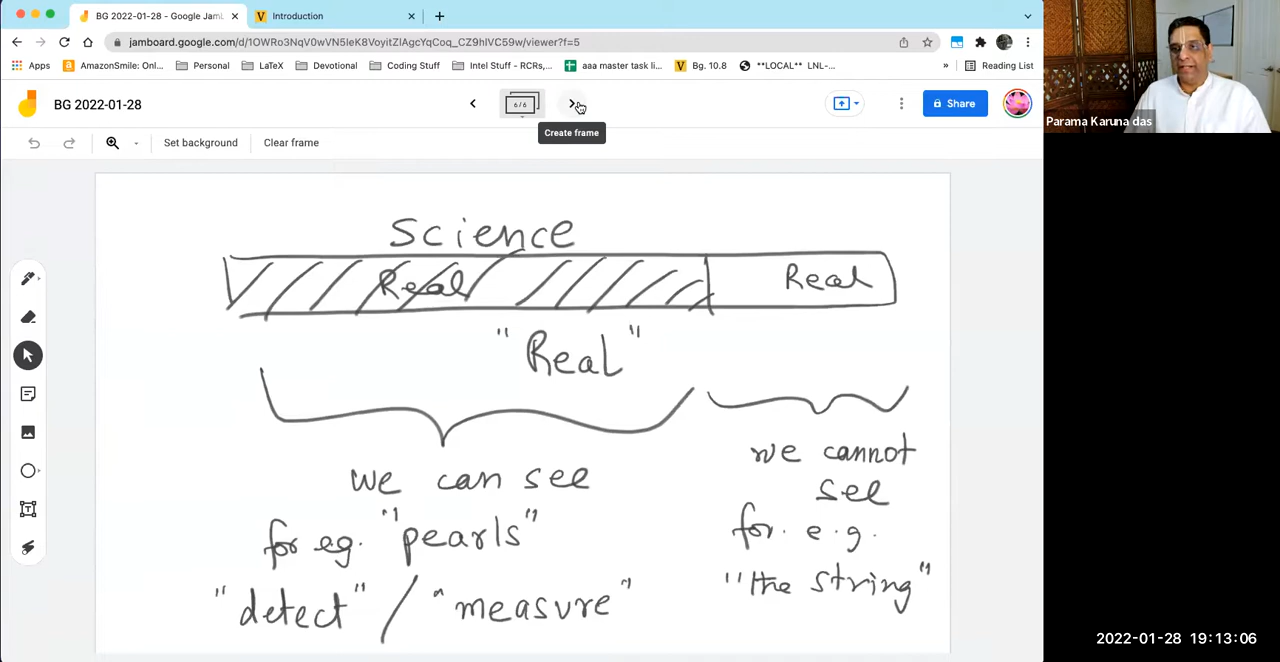 BG 2022-01-28 - Google Jam
Introduction
jamboard.google.com/d/1OWRo3NqV0wVN5IeK8VoyitZlAgcYqCoq_CZ9hIVC59w/viewer?f=5
Apps
AmazonSmile: Onl...
Personal
LaTeX
Devotional
Coding Stuff
Intel Stuff - RCRs,...
aaa master task li...
Bg. 10.8
**LOCAL** LNL-...
»
Reading List
BG 2022-01-28
6/6
Share
Create frame
Set background
Clear frame
Parama Karuna das
Science
Real
Real
"Real"
we can see
for eg. "pearls"
"detect" / "measure"
we cannot
see
for. e.g.
"the string"
2022-01-28 19:13:06